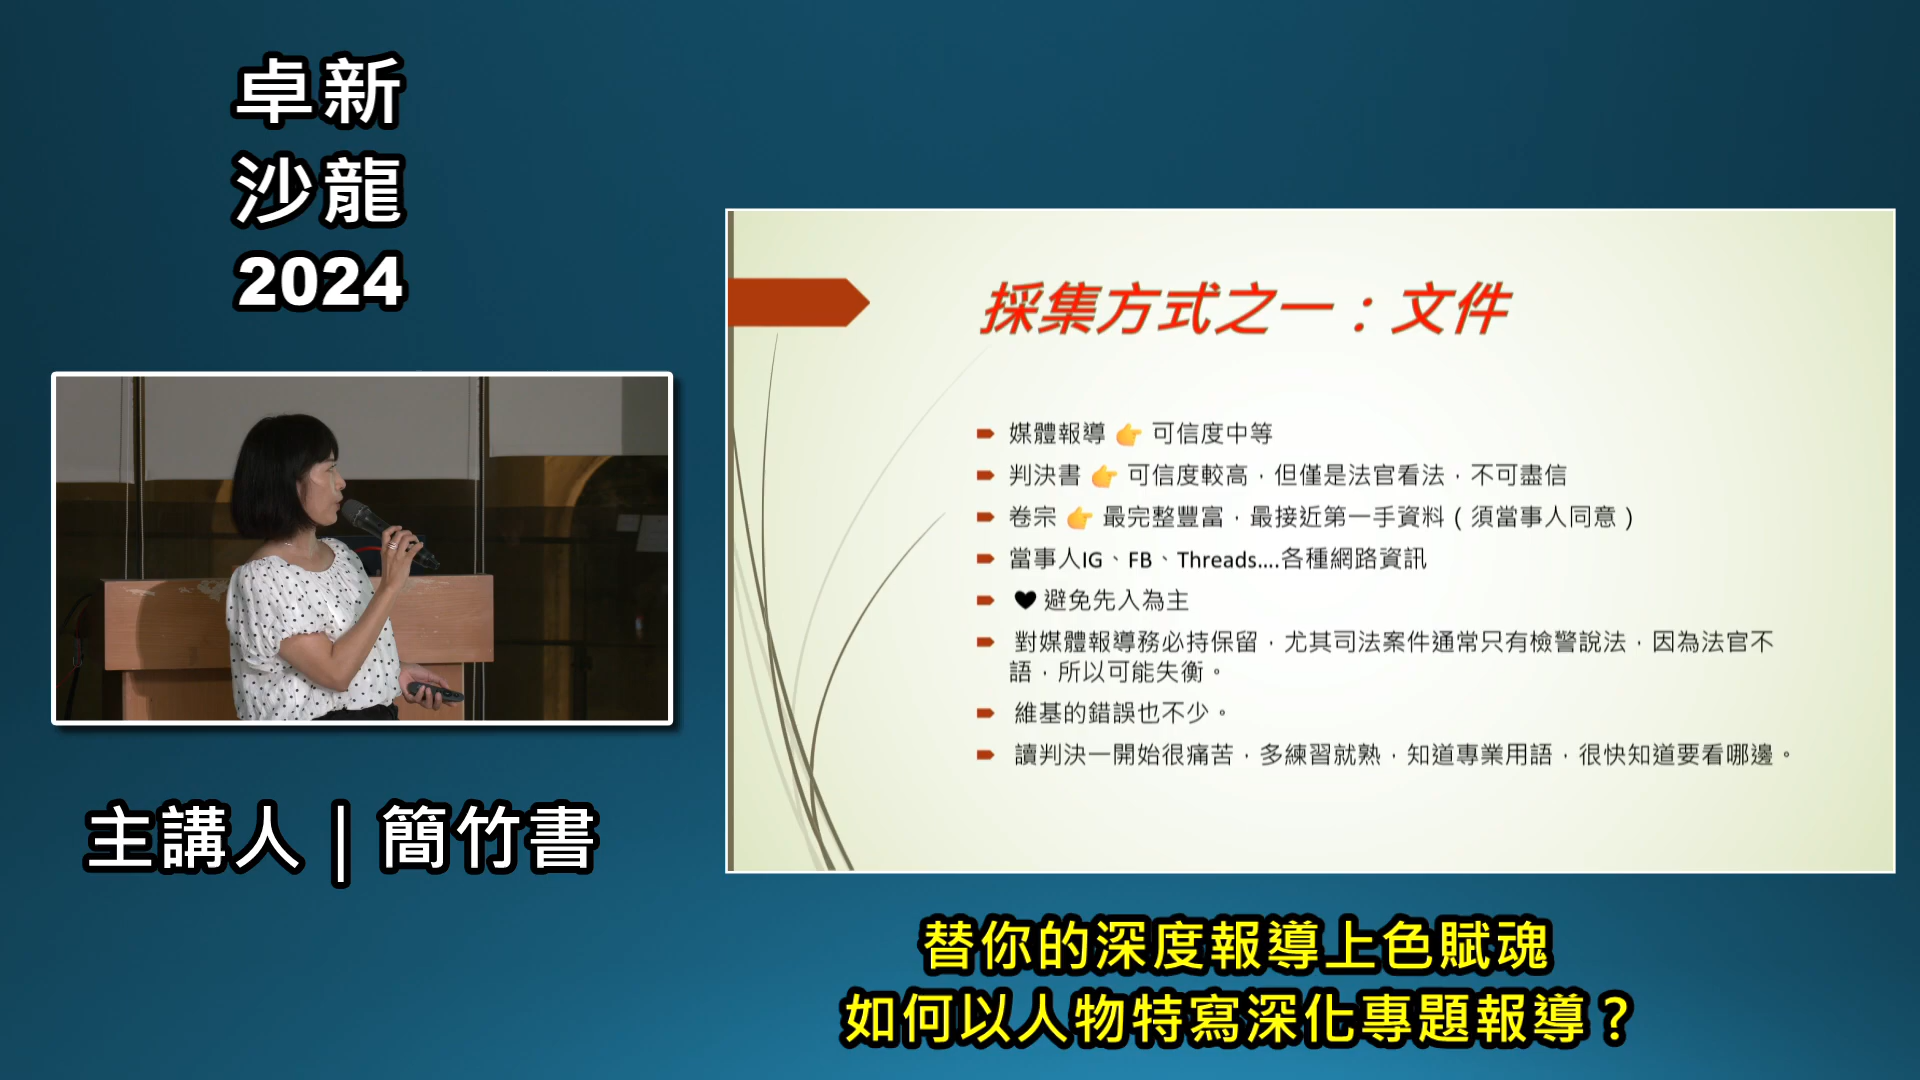 卓新
沙龍
2024
採集方式之一：文件
媒體報導 👉 可信度中等
判決書 👉 可信度較高，但僅是法官看法，不可盡信
卷宗 👉 最完整豐富，最接近第一手資料（須當事人同意）
當事人IG、FB、Threads....各種網路資訊
🖤 避免先入為主
對媒體報導務必持保留，尤其司法案件通常只有檢警說法，因為法官不
語，所以可能失衡。
維基的錯誤也不少。
讀判決一開始很痛苦，多練習就熟，知道專業用語，很快知道要看哪邊。
主講人｜簡竹書
替你的深度報導上色賦魂
如何以人物特寫深化專題報導？